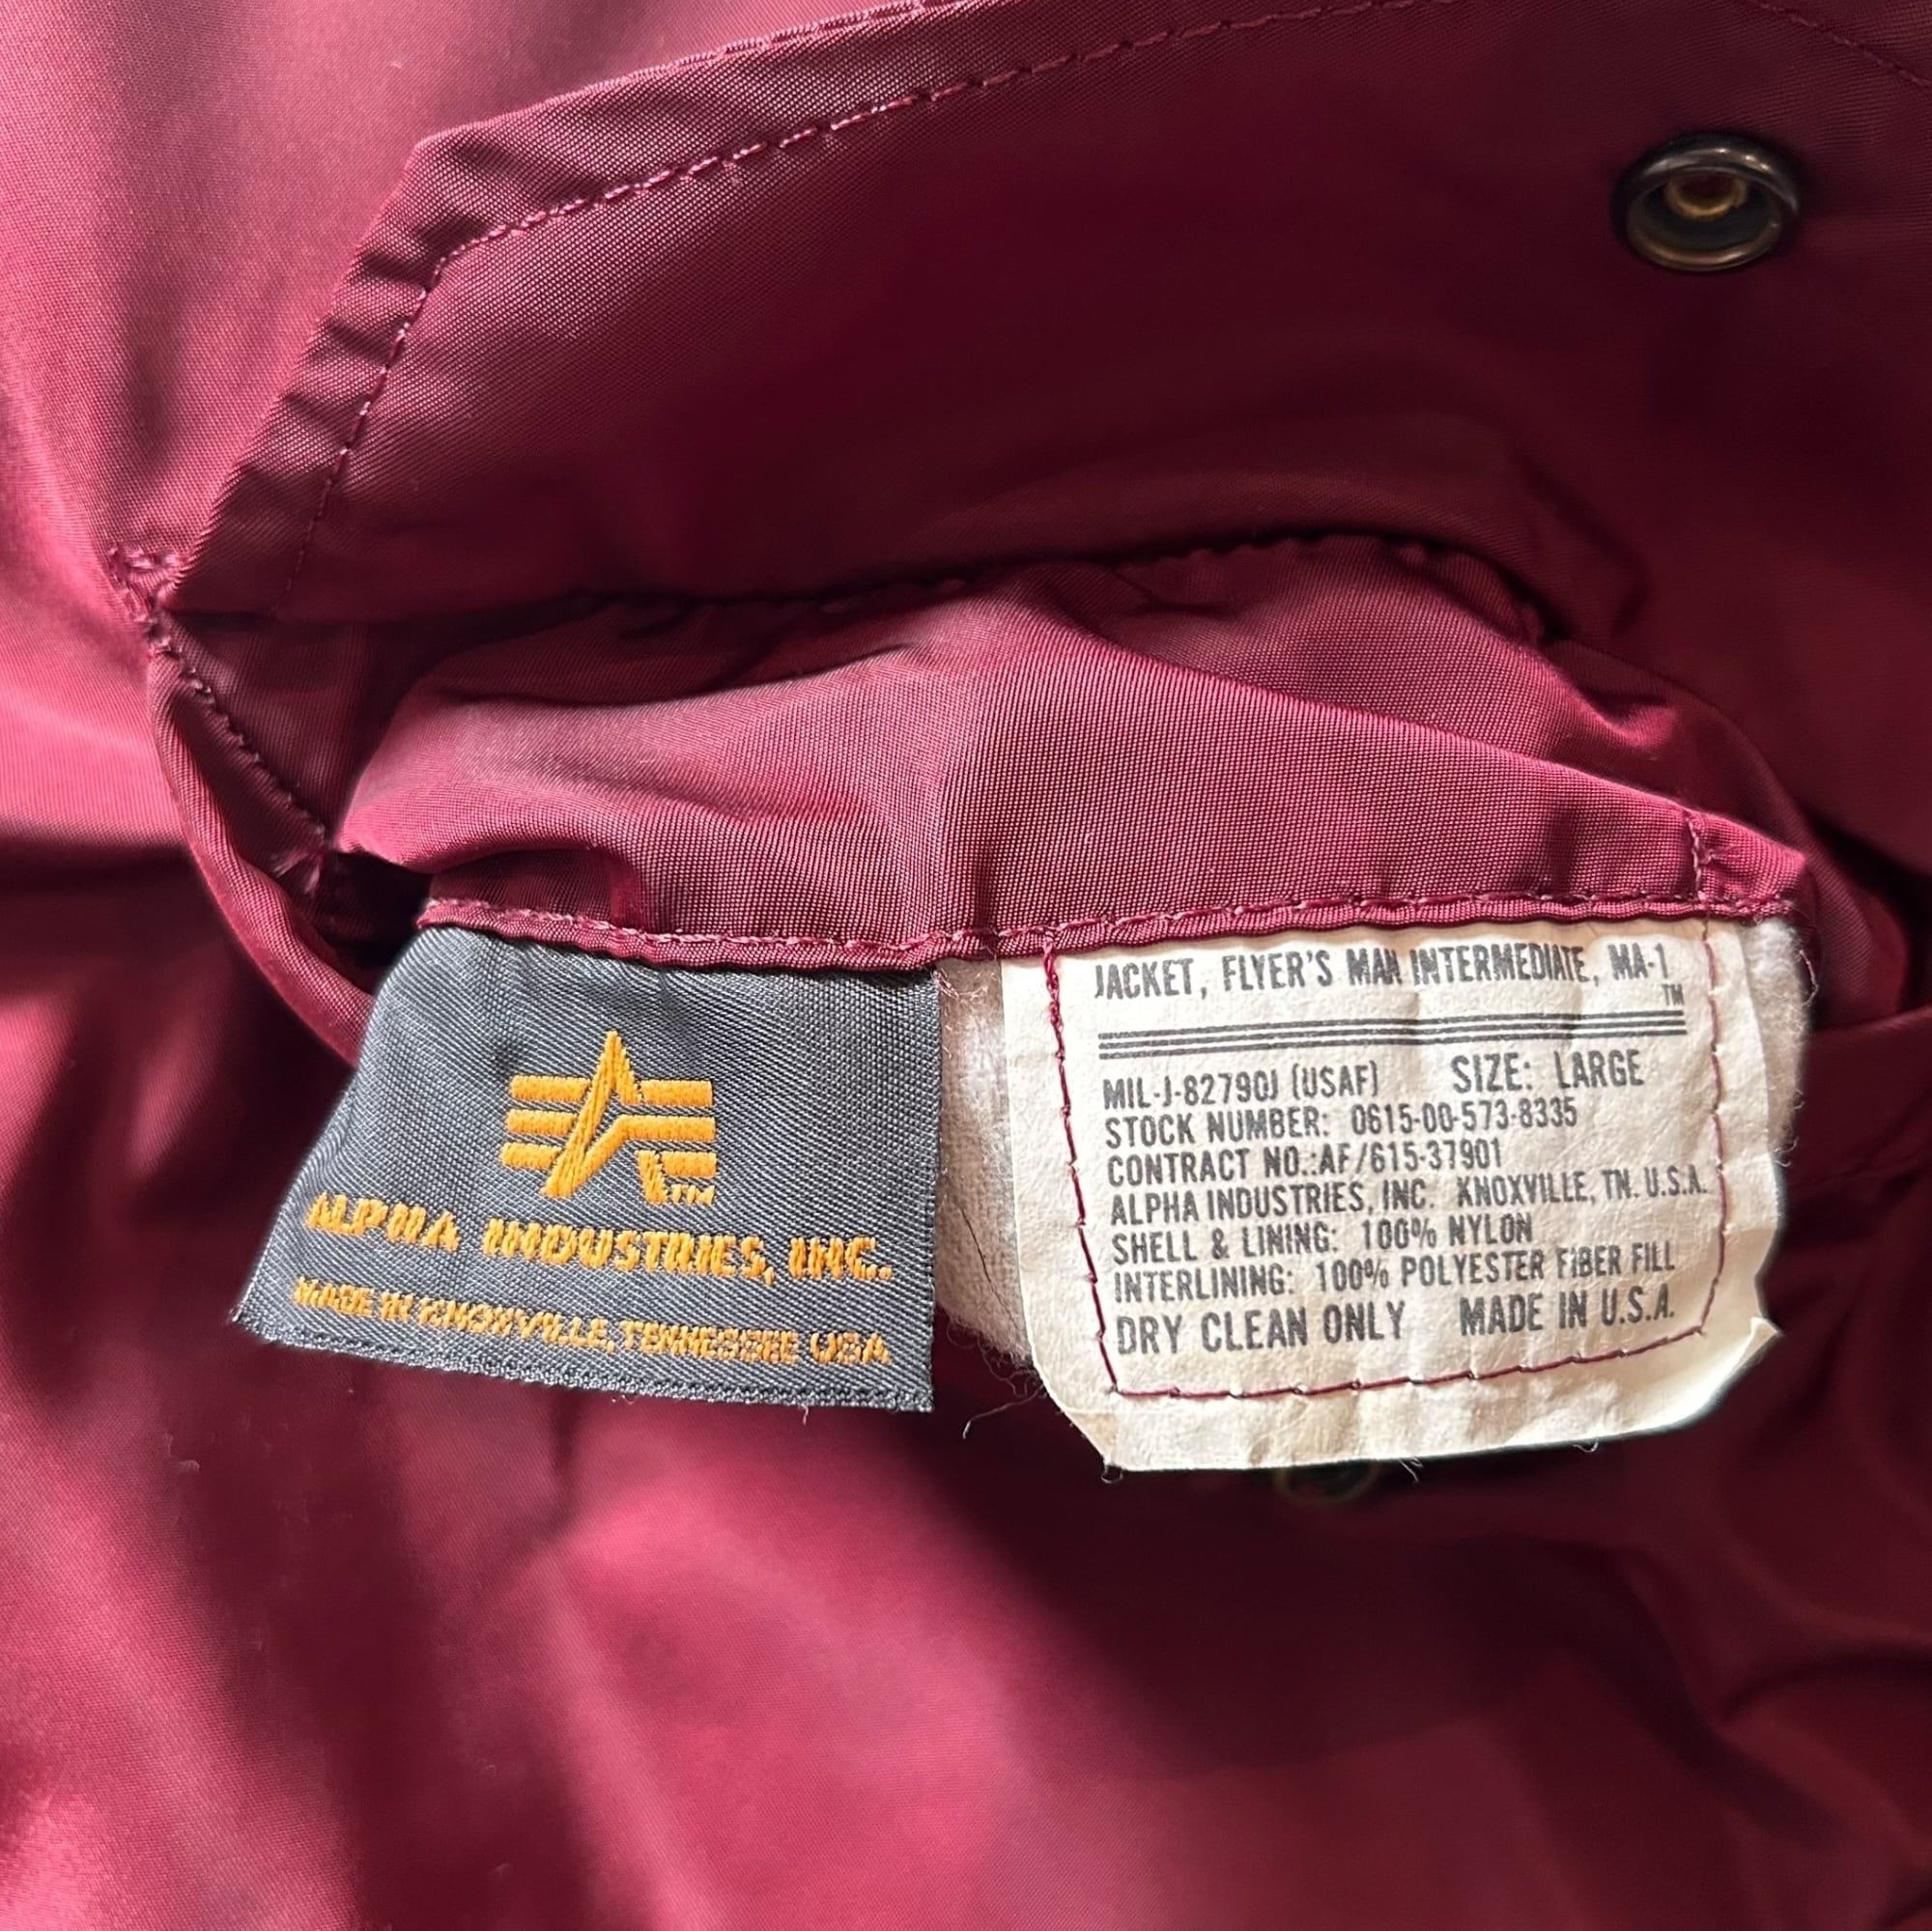 TM
ALPHA INDUSTRIES, INC.
MADE IN KNOXVILLE, TENNESSEE USA
JACKET, FLYER'S MAN INTERMEDIATE, MA-1
TM
MIL-J-82790J (USAF) SIZE: LARGE
STOCK NUMBER: 0615-00-573-8335
CONTRACT NO.:AF/615-37901
ALPHA INDUSTRIES, INC. KNOXVILLE, TN. U.S.A.
SHELL & LINING: 100% NYLON
INTERLINING: 100% POLYESTER FIBER FILL
DRY CLEAN ONLY MADE IN U.S.A.